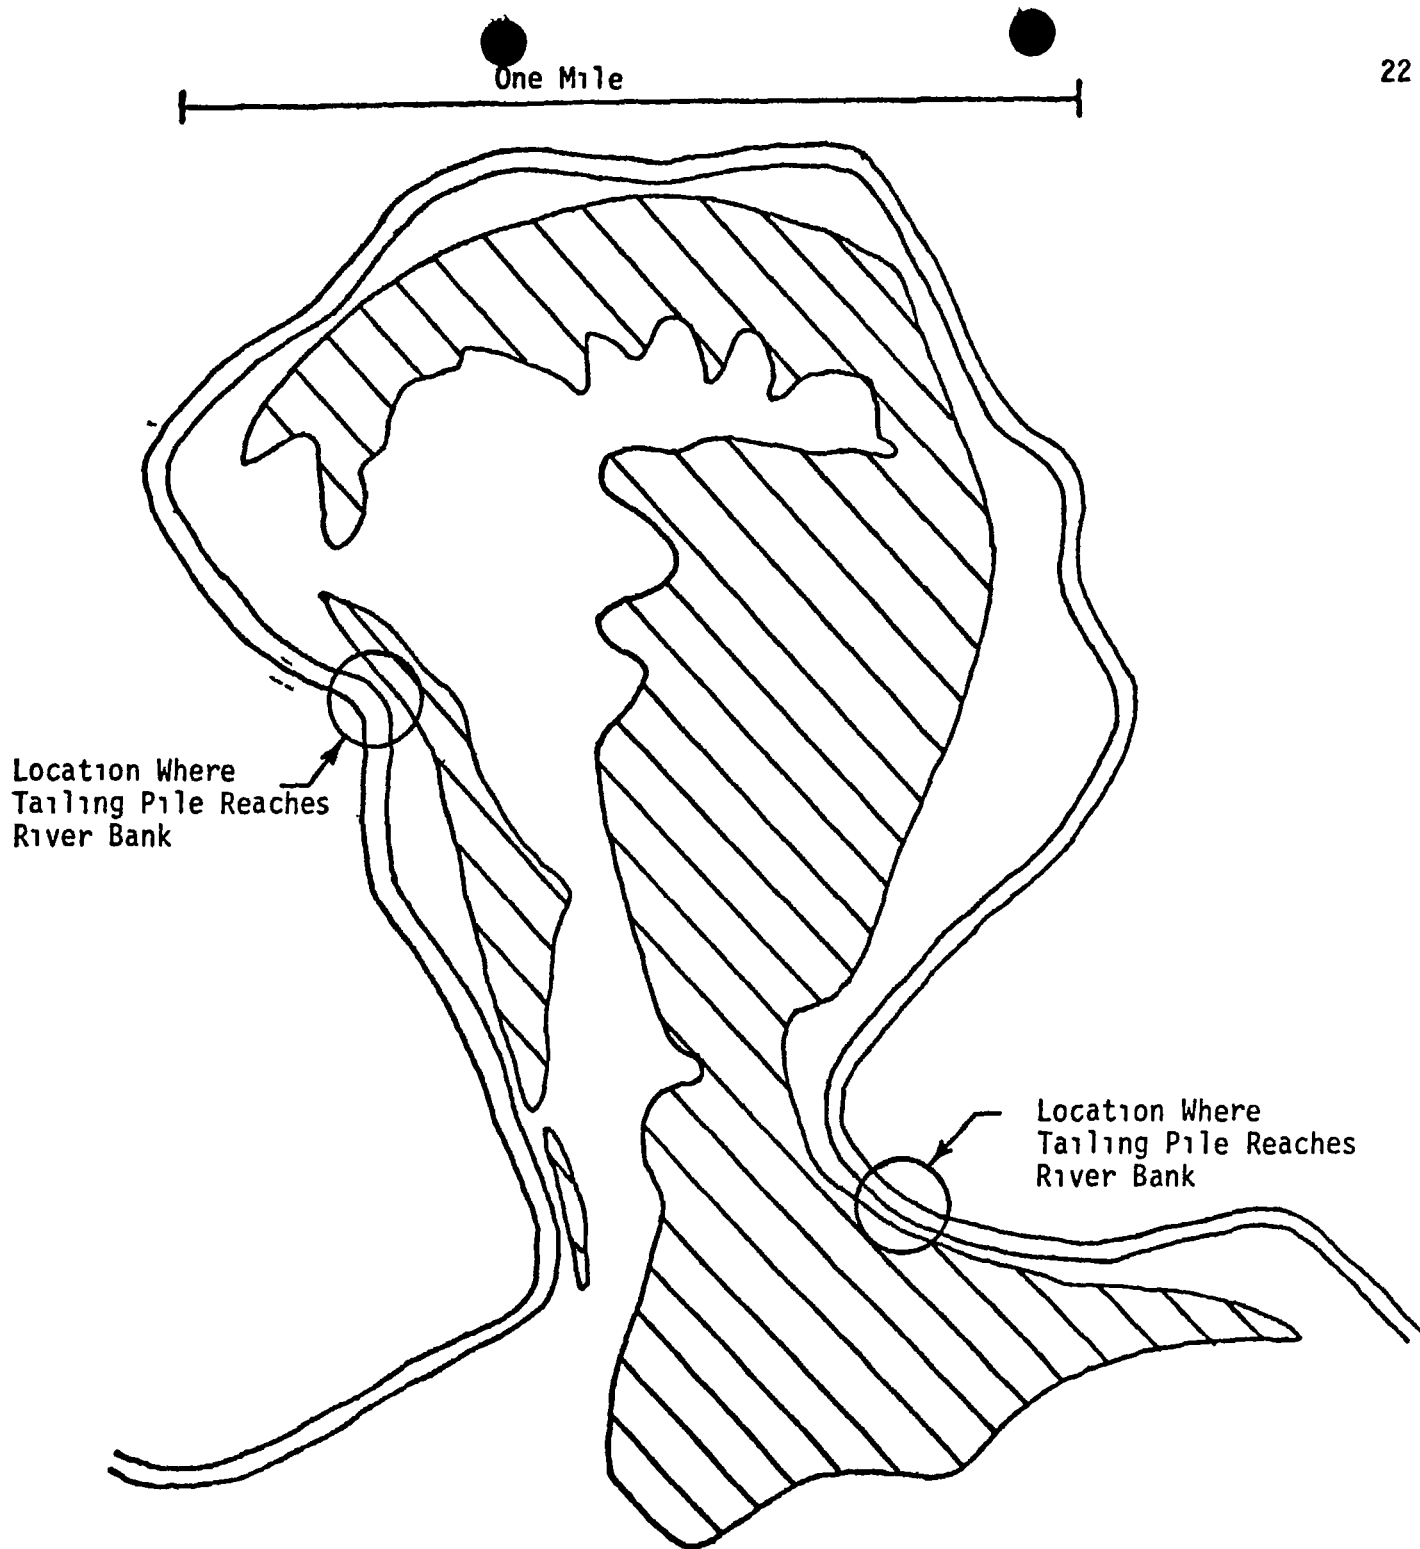 One Mile
22
Location Where
Tailing Pile Reaches
River Bank
Location Where
Tailing Pile Reaches
River Bank